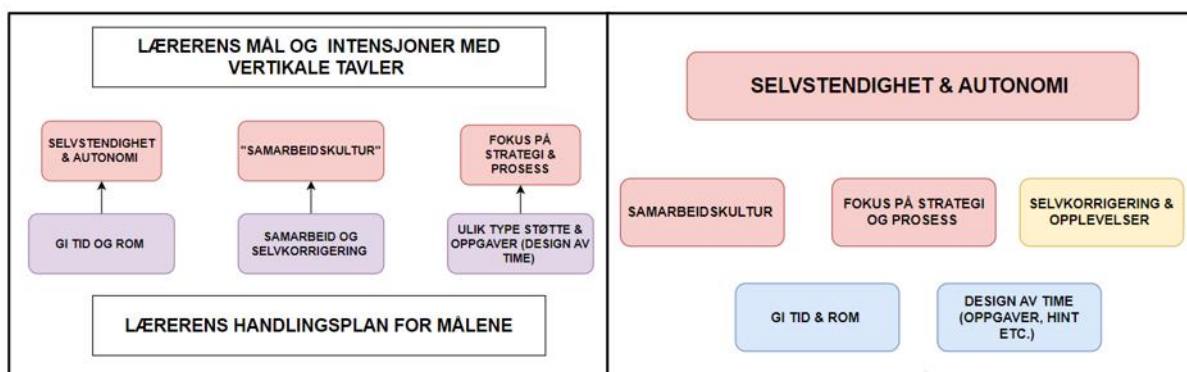 LÆRERENS MÅL OG INTENSJONER MED
VERTIKALE TAVLER
SELVSTENDIGHET
& AUTONOMI
"SAMARBEIDSKULTUR"
FOKUS PÅ
STRATEGI &
PROSESS
GI TID OG ROM
SAMARBEID OG
SELVKORRIGERING
ULIK TYPE STØTTE &
OPPGAVER (DESIGN AV
TIME)
LÆRERENS HANDLINGSPLAN FOR MÅLENE
SELVSTENDIGHET & AUTONOMI
SAMARBEIDSKULTUR
FOKUS PÅ STRATEGI
OG PROSESS
SELVKORRIGERING &
OPPLEVELSER
GI TID & ROM
DESIGN AV TIME
(OPPGAVER, HINT
ETC.)